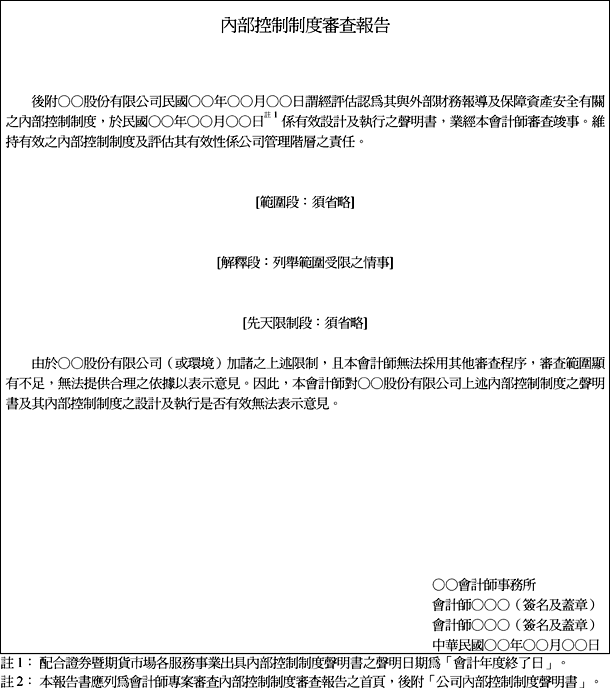 內部控制制度審查報告
後附○○股份有限公司民國○○年○○月○○日謂經評估認為其與外部財務報導及保障資產安全有關
之內部控制制度，於民國○○年○○月○○日註1 係有效設計及執行之聲明書，業經本會計師審查竣事。維
持有效之內部控制制度及評估其有效性係公司管理階層之責任。
[範圍段：須省略]
[解釋段：列舉範圍受限之情事]
[先天限制段：須省略]
由於○○股份有限公司（或環境）加諸之上述限制，且本會計師無法採用其他審查程序，審查範圍顯
有不足，無法提供合理之依據以表示意見。因此，本會計師對○○股份有限公司上述內部控制制度之聲明
書及其內部控制制度之設計及執行是否有效無法表示意見。
○○會計師事務所
會計師○○○（簽名及蓋章）
會計師○○○（簽名及蓋章）
中華民國○○年○○月○○日
註1： 配合證券暨期貨市場各服務事業出具內部控制制度聲明書之聲明日期為「會計年度終了日」。
註2： 本報告書應列為會計師專案審查內部控制制度審查報告之首頁，後附「公司內部控制制度聲明書」。